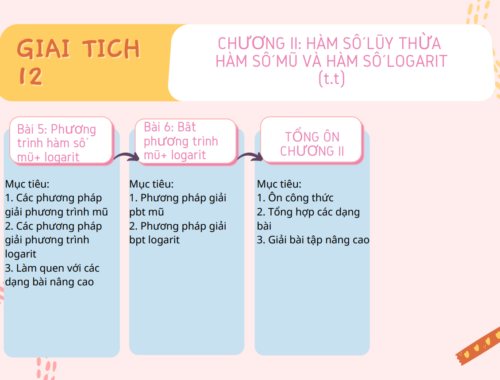 GIAI TICH
12
CHƯƠNG II: HÀM SỐ LŨY THỪA
HÀM SỐ MŨ VÀ HÀM SỐ LOGARIT
(t.t)
Bài 5: Phương
trình hàm số
mũ+ logarit
Mục tiêu:
1. Các phương pháp
giải phương trình mũ
2. Các phương pháp
giải phương trình
logarit
3. Làm quen với các
dạng bài nâng cao
Bài 6: Bất
phương trình
mũ+ logarit
Mục tiêu:
1. Phương pháp giải
pbt mũ
2. Phương pháp giải
bpt logarit
TỔNG ÔN
CHƯƠNG II
Mục tiêu:
1. Ôn công thức
2. Tổng hợp các dạng
bài
3. Giải bài tập nâng cao